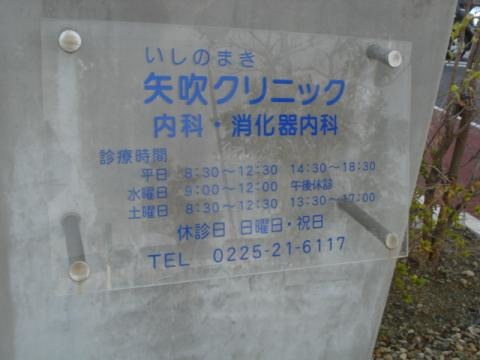 いしのまき
矢吹クリニック
内科・消化器内科
診療時間
平日 8:30～12:30 14:30～18:30
水曜日 9:00～12:00 午後休診
土曜日 8:30～12:30 13:30～17:00
休診日 日曜日・祝日
TEL 0225-21-6117